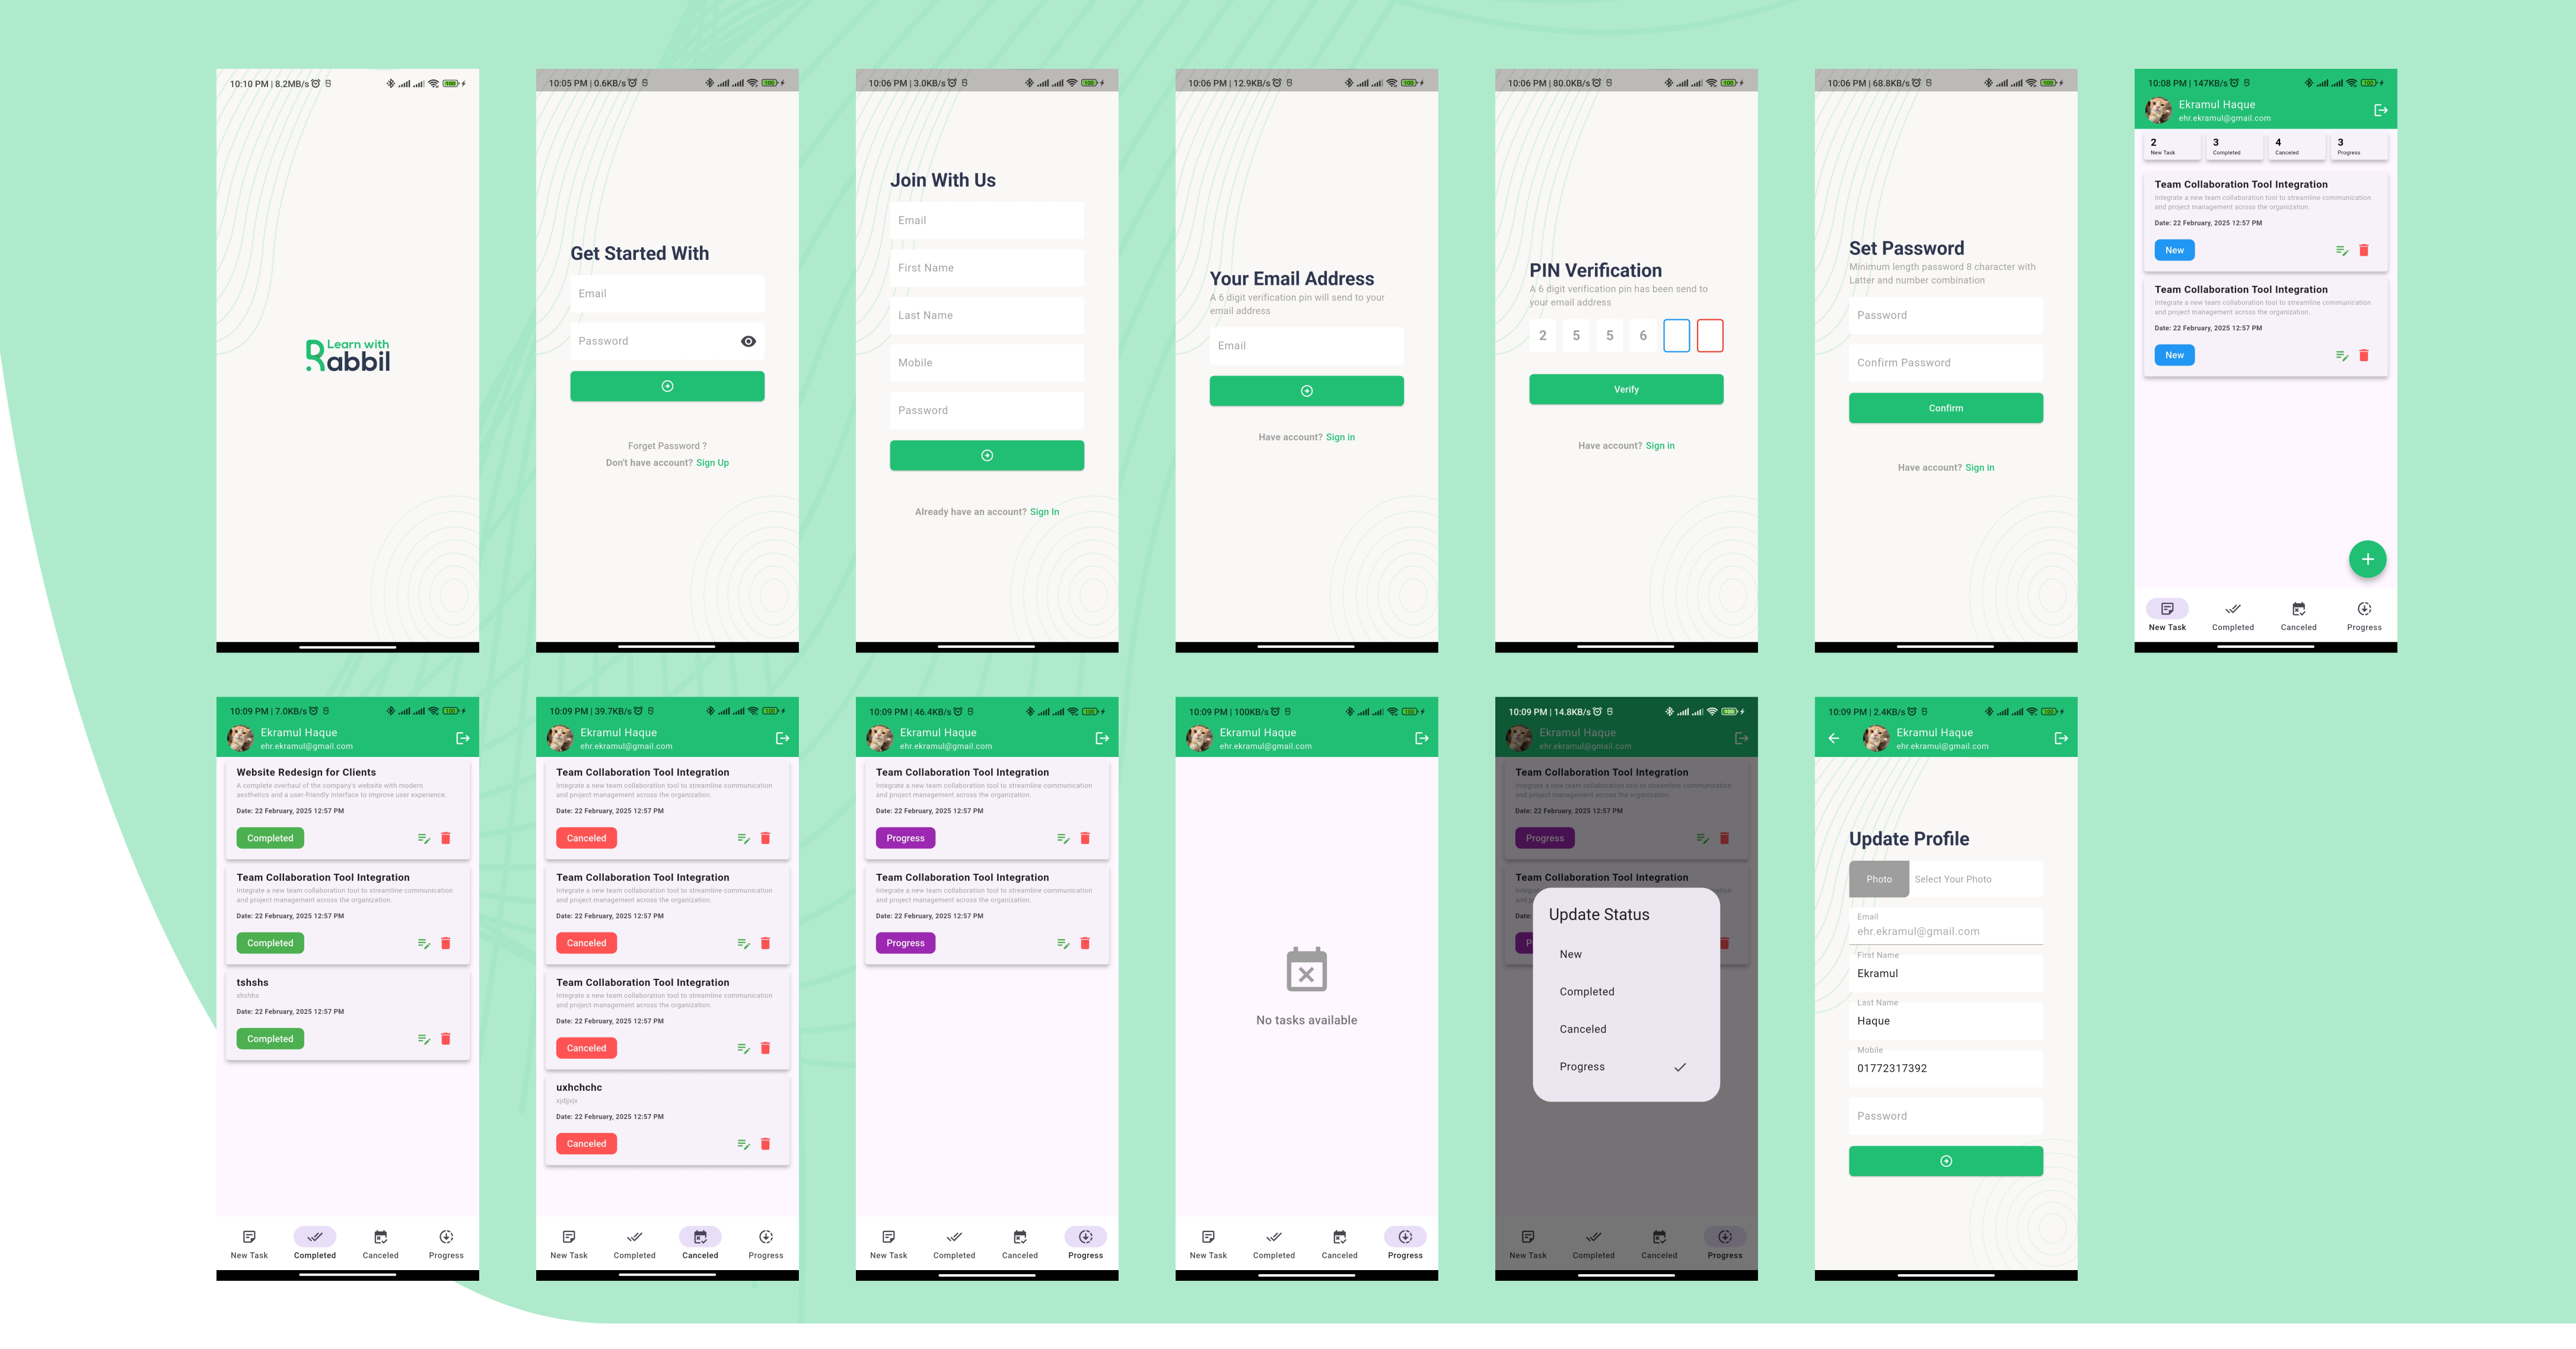 10:10 PM | 8.2MB/s
100
Learn with
Rabbil
10:05 PM | 0.6KB/s
100
Get Started With
Email
Password
Forget Password ?
Don't have account? Sign Up
10:06 PM | 3.0KB/s
100
Join With Us
Email
First Name
Last Name
Mobile
Password
Already have an account? Sign In
10:06 PM | 12.9KB/s
100
Your Email Address
A 6 digit verification pin will send to your
email address
Email
Have account? Sign in
10:06 PM | 80.0KB/s
100
PIN Verification
A 6 digit verification pin has been send to
your email address
2 5 5 6
Verify
Have account? Sign in
10:06 PM | 68.8KB/s
100
Set Password
Minimum length password 8 character with
Latter and number combination
Password
Confirm Password
Confirm
Have account? Sign in
10:08 PM | 147KB/s
100
Ekramul Haque
ehr.ekramul@gmail.com
2 3 4 3
New Task Completed Canceled Progress
Team Collaboration Tool Integration
Integrate a new team collaboration tool to streamline communication
and project management across the organization.
Date: 22 February, 2025 12:57 PM
New
Team Collaboration Tool Integration
Integrate a new team collaboration tool to streamline communication
and project management across the organization.
Date: 22 February, 2025 12:57 PM
New
New Task Completed Canceled Progress
10:09 PM | 7.0KB/s
100
Ekramul Haque
ehr.ekramul@gmail.com
Website Redesign for Clients
A complete overhaul of the company's website with modern
aesthetics and a user-friendly interface to improve user experience.
Date: 22 February, 2025 12:57 PM
Completed
Team Collaboration Tool Integration
Integrate a new team collaboration tool to streamline communication
and project management across the organization.
Date: 22 February, 2025 12:57 PM
Completed
tshshs
shshhs
Date: 22 February, 2025 12:57 PM
Completed
New Task Completed Canceled Progress
10:09 PM | 39.7KB/s
100
Ekramul Haque
ehr.ekramul@gmail.com
Team Collaboration Tool Integration
Integrate a new team collaboration tool to streamline communication
and project management across the organization.
Date: 22 February, 2025 12:57 PM
Canceled
Team Collaboration Tool Integration
Integrate a new team collaboration tool to streamline communication
and project management across the organization.
Date: 22 February, 2025 12:57 PM
Canceled
Team Collaboration Tool Integration
Integrate a new team collaboration tool to streamline communication
and project management across the organization.
Date: 22 February, 2025 12:57 PM
Canceled
uxhchchc
Date: 22 February, 2025 12:57 PM
Canceled
New Task Completed Canceled Progress
10:09 PM | 46.4KB/s
100
Ekramul Haque
ehr.ekramul@gmail.com
Team Collaboration Tool Integration
Integrate a new team collaboration tool to streamline communication
and project management across the organization.
Date: 22 February, 2025 12:57 PM
Progress
Team Collaboration Tool Integration
Integrate a new team collaboration tool to streamline communication
and project management across the organization.
Date: 22 February, 2025 12:57 PM
Progress
New Task Completed Canceled Progress
10:09 PM | 100KB/s
100
Ekramul Haque
ehr.ekramul@gmail.com
No tasks available
New Task Completed Canceled Progress
10:09 PM | 14.8KB/s
100
Ekramul Haque
ehr.ekramul@gmail.com
Team Collaboration Tool Integration
Integrate a new team collaboration tool to streamline communication
and project management across the organization.
Date: 22 February, 2025 12:57 PM
Progress
Team Collaboration Tool Integration
Update Status
New
Completed
Canceled
Progress
New Task Completed Canceled Progress
10:09 PM | 2.4KB/s
100
Ekramul Haque
ehr.ekramul@gmail.com
Update Profile
Photo Select Your Photo
Email
ehr.ekramul@gmail.com
First Name
Ekramul
Last Name
Haque
Mobile
01772317392
Password